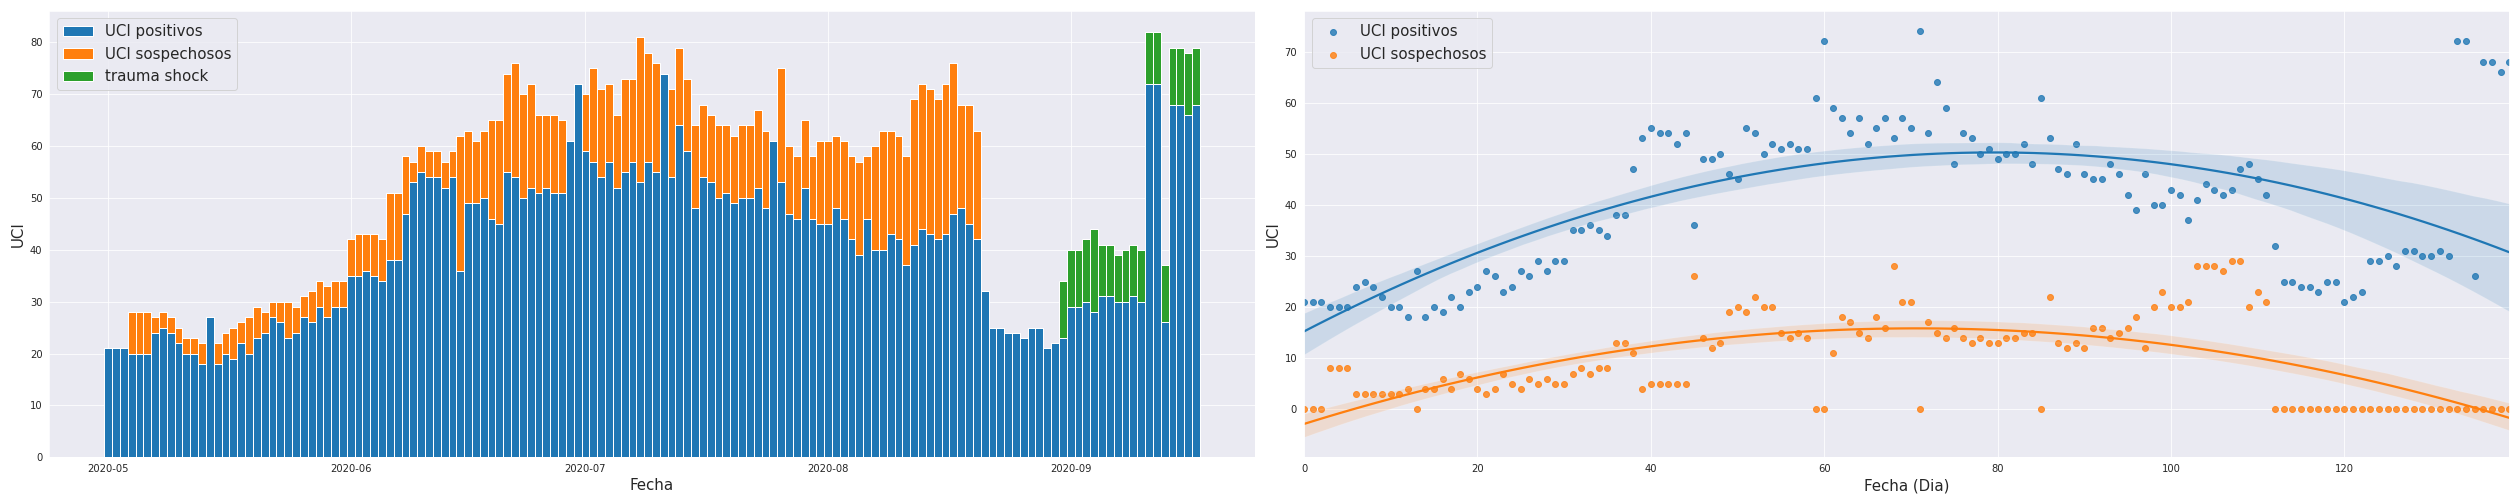 UCI positivos
UCI sospechosos
trauma shock
UCI
80
70
60
50
40
30
20
10
0
2020-05 2020-06 2020-07 2020-08 2020-09
Fecha
UCI positivos
UCI sospechosos
UCI
70
60
50
40
30
20
10
0
0 20 40 60 80 100 120
Fecha (Dia)